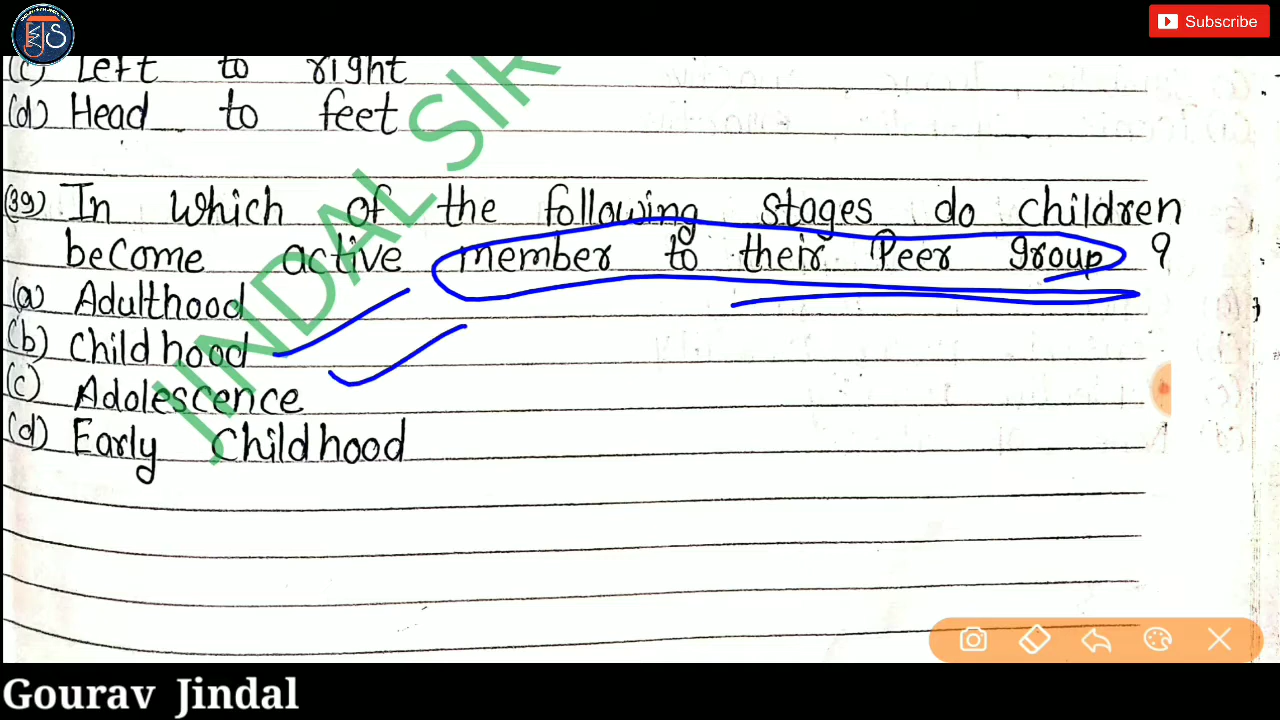 TJS
Subscribe
(c) Left to right
(d) Head to feet
JINDAL SIR
(39) In which of the following stages do children
become active member to their Peer group ?
(a) Adulthood
(b) Childhood
(c) Adolescence
(d) Early Childhood
Gourav Jindal